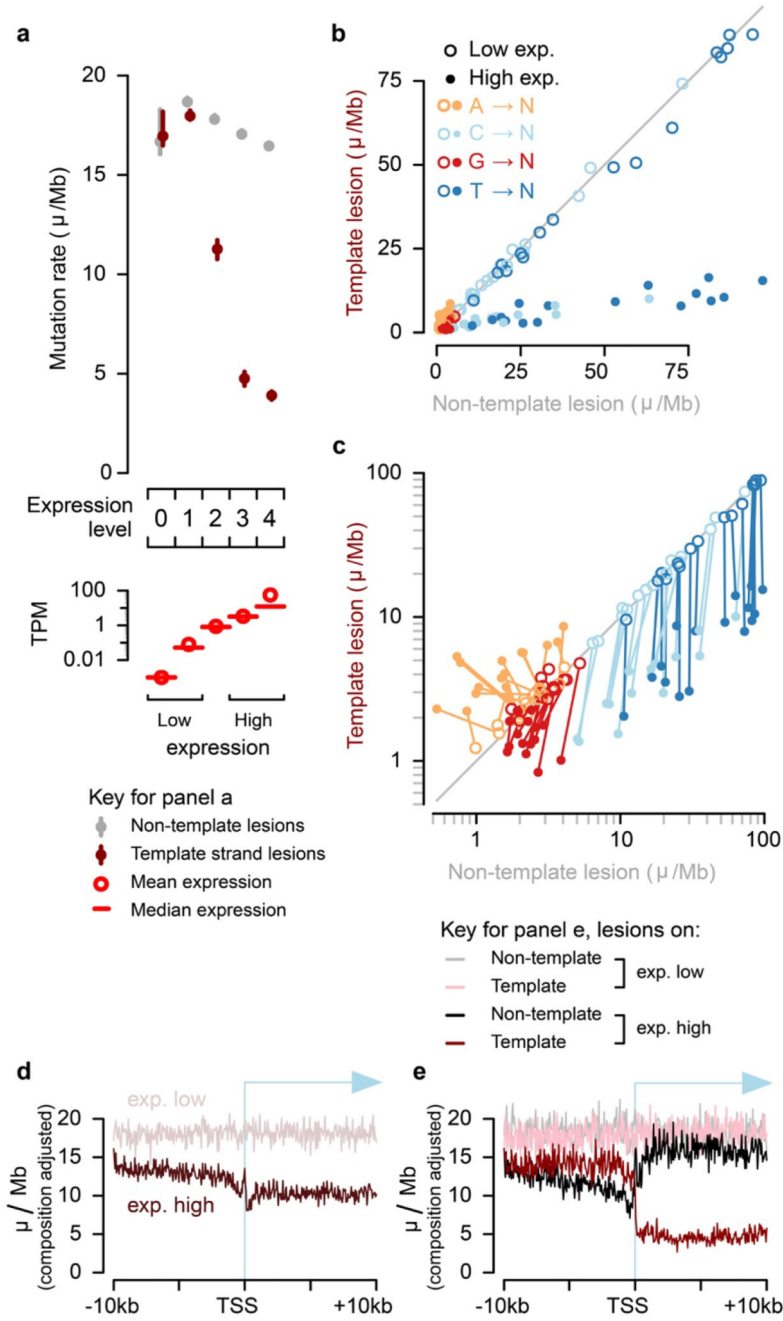 a
20
15
10
5
0
Mutation rate (μ/Mb)
Expression level
0 1 2 3 4
TPM
100
1
0.01
Low High
expression
Key for panel a
Non-template lesions
Template strand lesions
Mean expression
Median expression
b
Low exp.
High exp.
A → N
C → N
G → N
T → N
Template lesion (μ/Mb)
75
50
25
0
0 25 50 75
Non-template lesion (μ/Mb)
c
Template lesion (μ/Mb)
100
10
1
1 10 100
Non-template lesion (μ/Mb)
Key for panel e, lesions on:
Non-template
Template
exp. low
Non-template
Template
exp. high
d
exp. low
exp. high
μ / Mb
(composition adjusted)
20
15
10
5
0
-10kb TSS +10kb
e
μ / Mb
(composition adjusted)
20
15
10
5
0
-10kb TSS +10kb